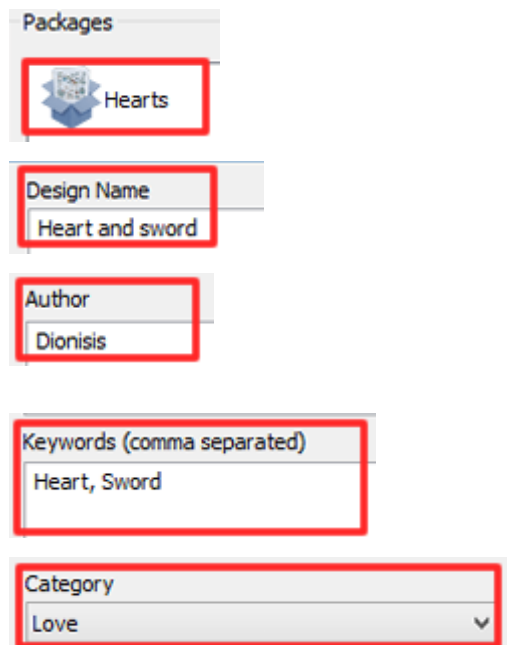 Packages
Hearts
Design Name
Heart and sword
Author
Dionisis
Keywords (comma separated)
Heart, Sword
Category
Love